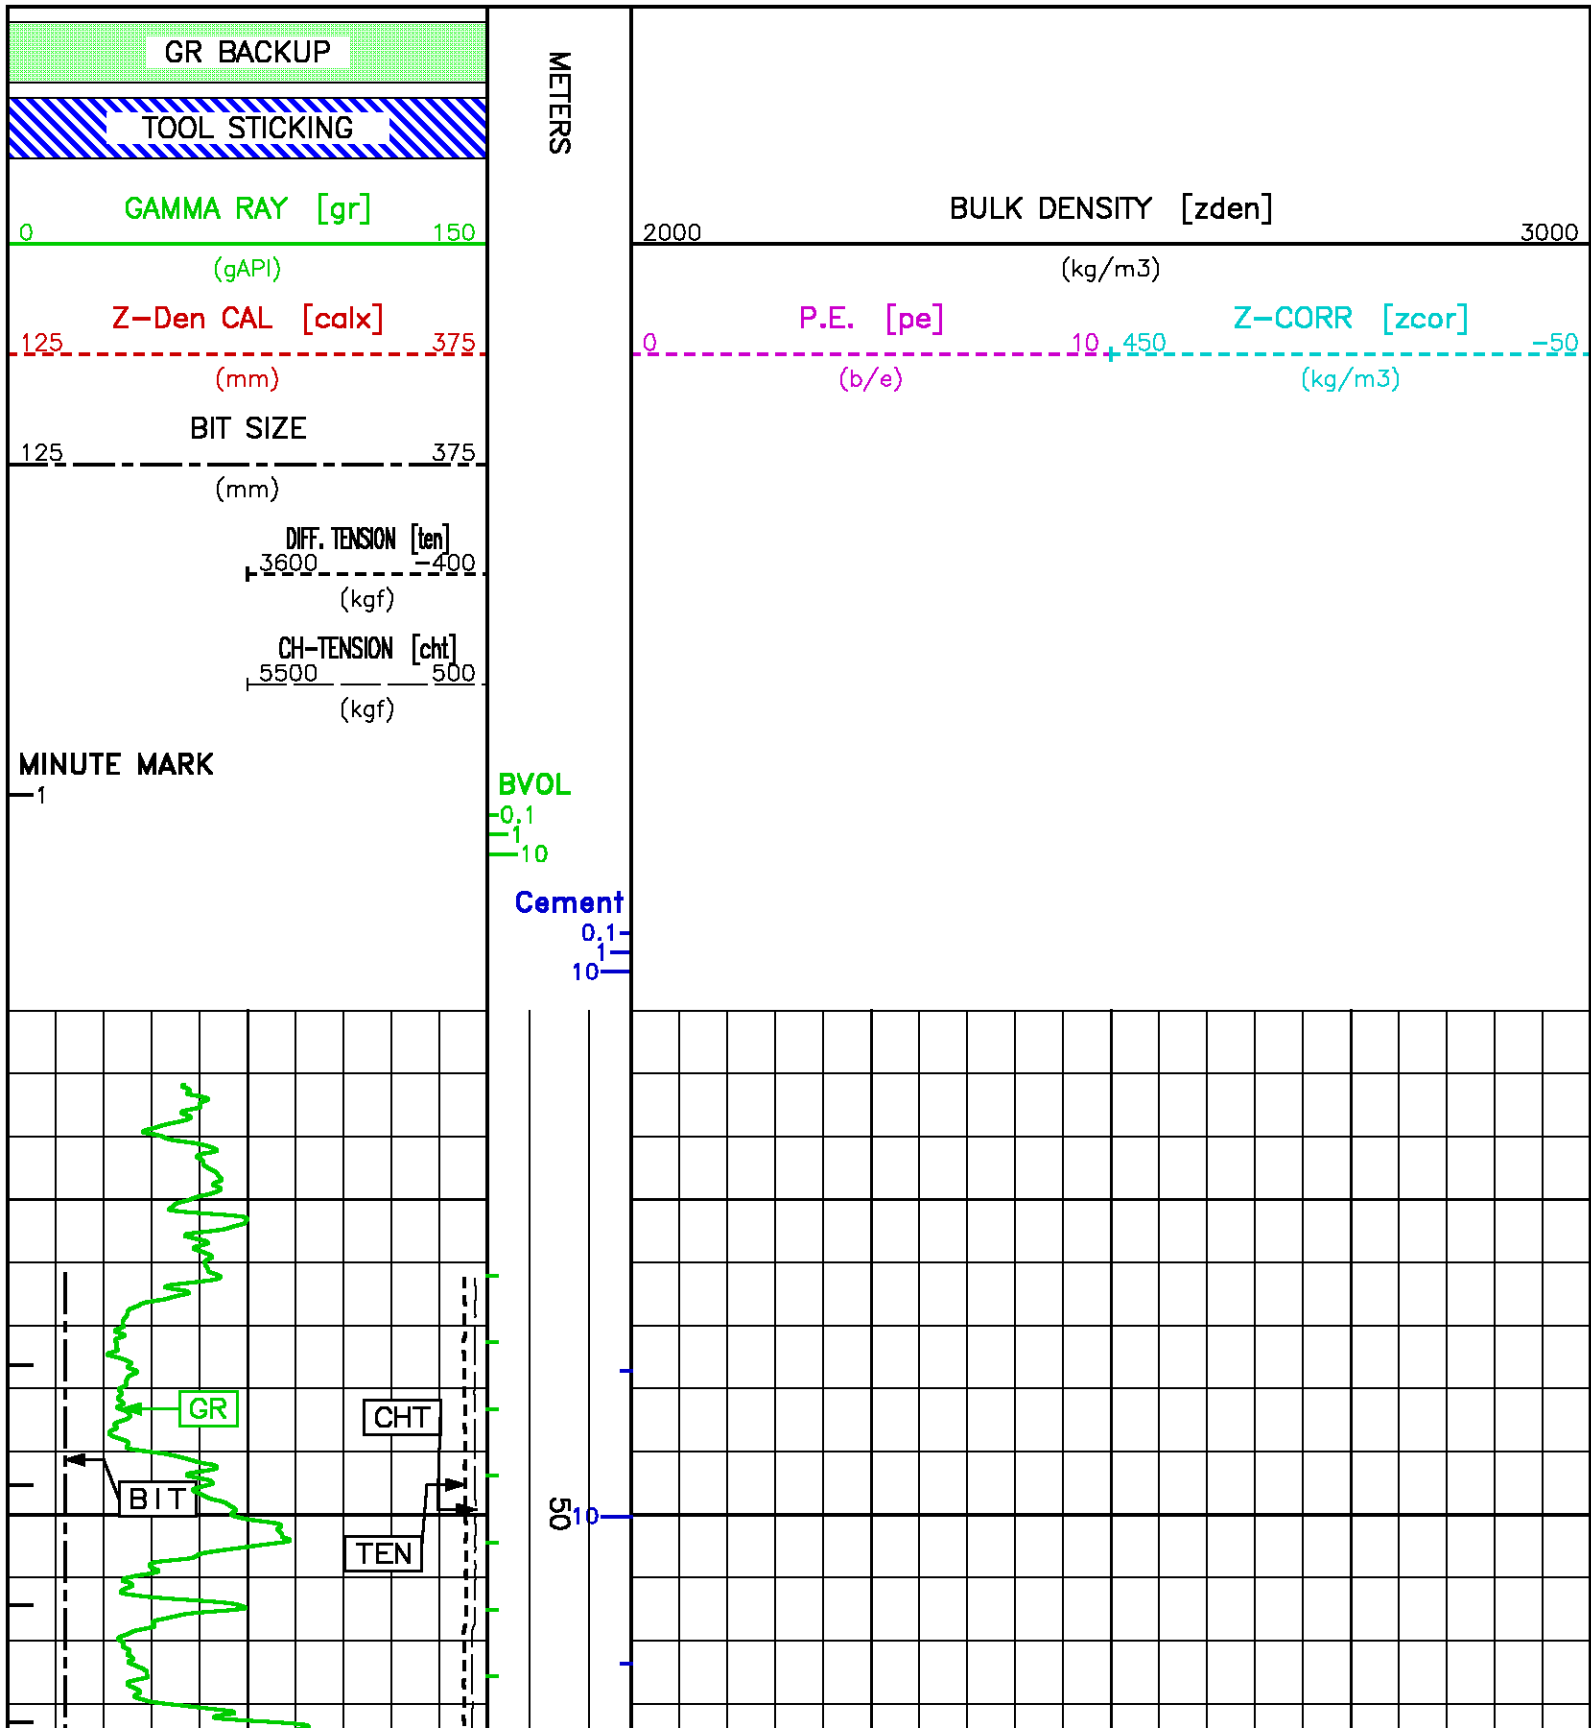 GR BACKUP
TOOL STICKING
GAMMA RAY [gr]
0 150
(gAPI)
Z-Den CAL [calx]
125 375
(mm)
BIT SIZE
125 375
(mm)
DIFF. TENSION [ten]
3600 -400
(kgf)
CH-TENSION [cht]
5500 500
(kgf)
MINUTE MARK
1
METERS
BVOL
0.1
1
10
Cement
0.1
1
10
BULK DENSITY [zden]
2000 3000
(kg/m3)
P.E. [pe]
0 10
(b/e)
Z-CORR [zcor]
450 -50
(kg/m3)
GR
CHT
BIT
TEN
50
10